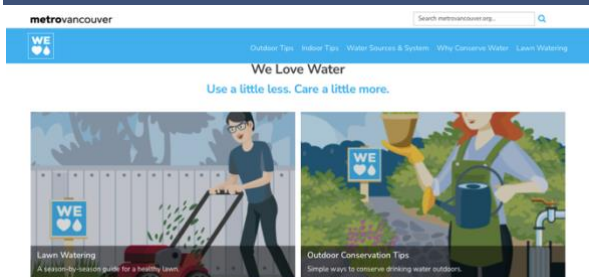 metrovancouver
Search metrovancouver.org...
WE
Outdoor Tips Indoor Tips Water Sources & System Why Conserve Water Lawn Watering
We Love Water
Use a little less. Care a little more.
WE
WE
Lawn Watering
A season-by-season guide for a healthy lawn.
Outdoor Conservation Tips
Simple ways to conserve drinking water outdoors.